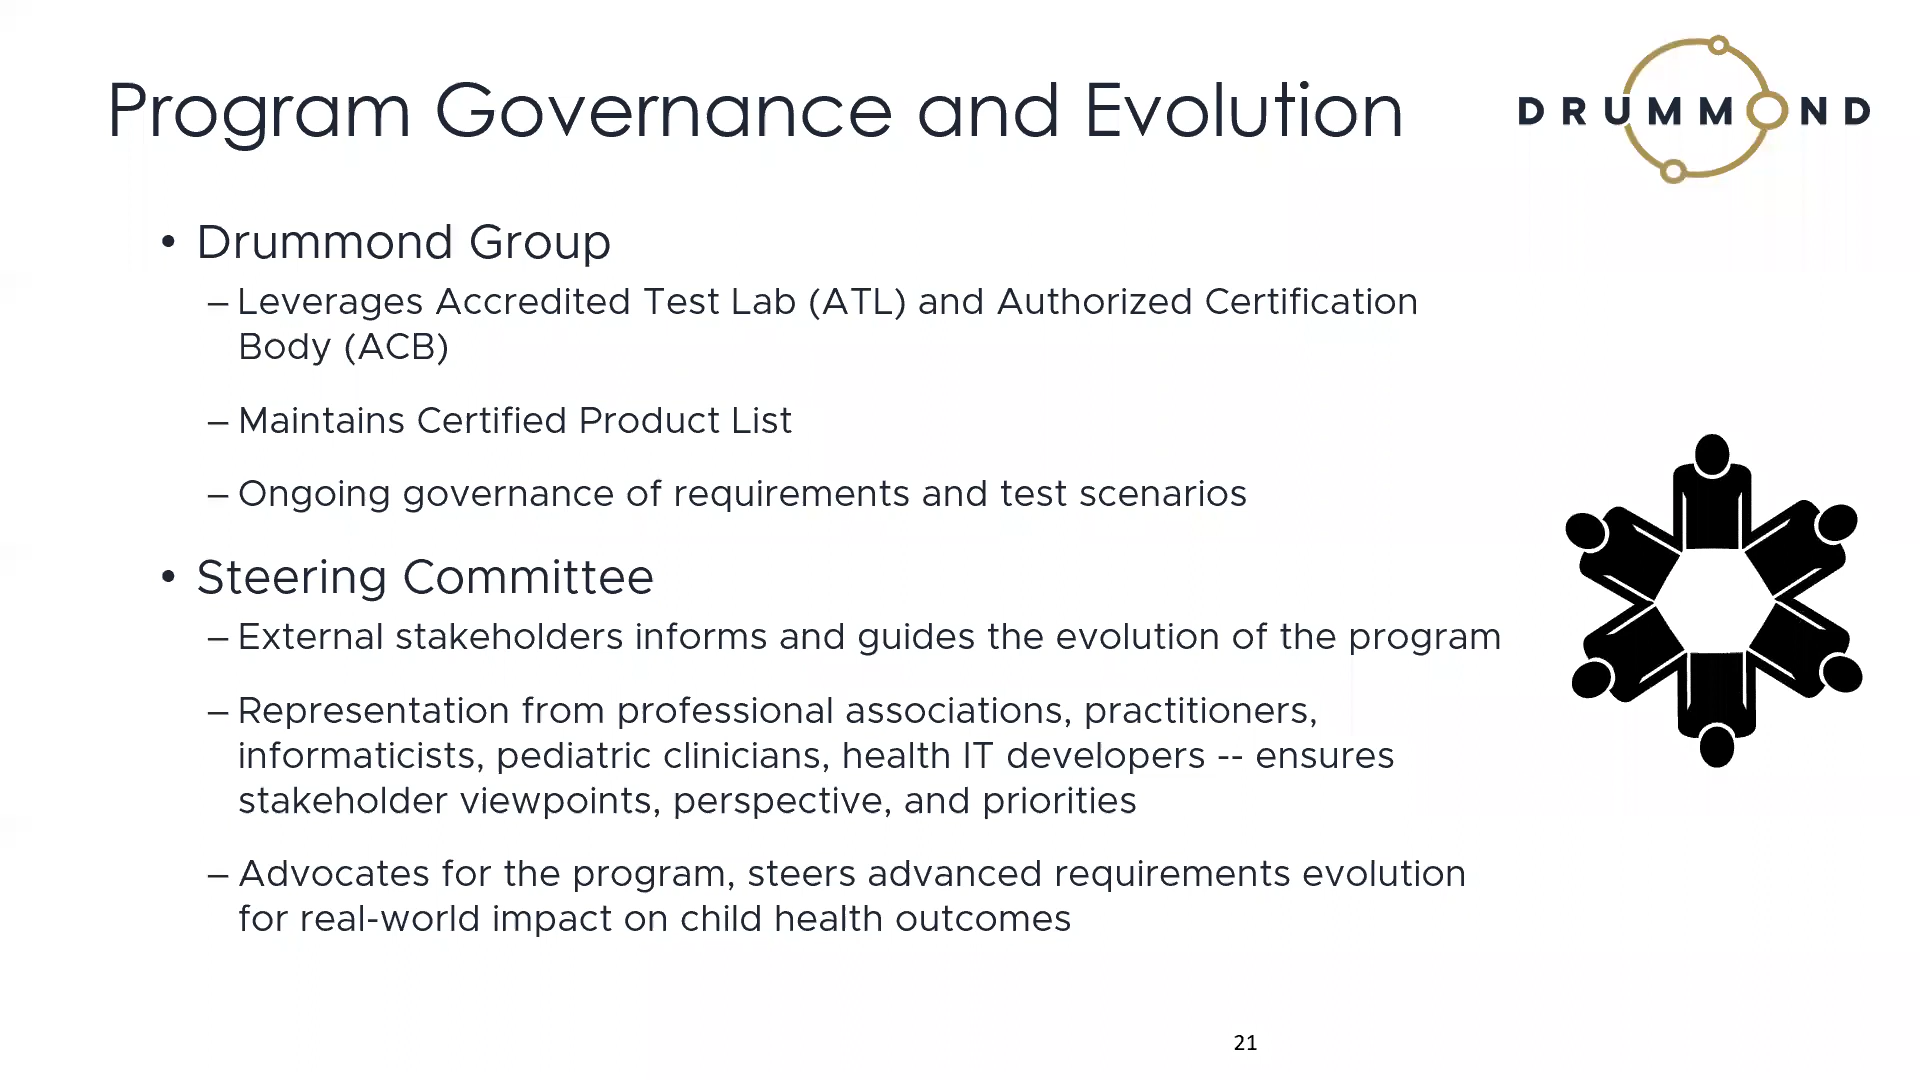 Program Governance and Evolution
DRUMMOND
• Drummond Group
– Leverages Accredited Test Lab (ATL) and Authorized Certification
Body (ACB)
– Maintains Certified Product List
– Ongoing governance of requirements and test scenarios
• Steering Committee
– External stakeholders informs and guides the evolution of the program
– Representation from professional associations, practitioners,
informaticists, pediatric clinicians, health IT developers -- ensures
stakeholder viewpoints, perspective, and priorities
– Advocates for the program, steers advanced requirements evolution
for real-world impact on child health outcomes
21